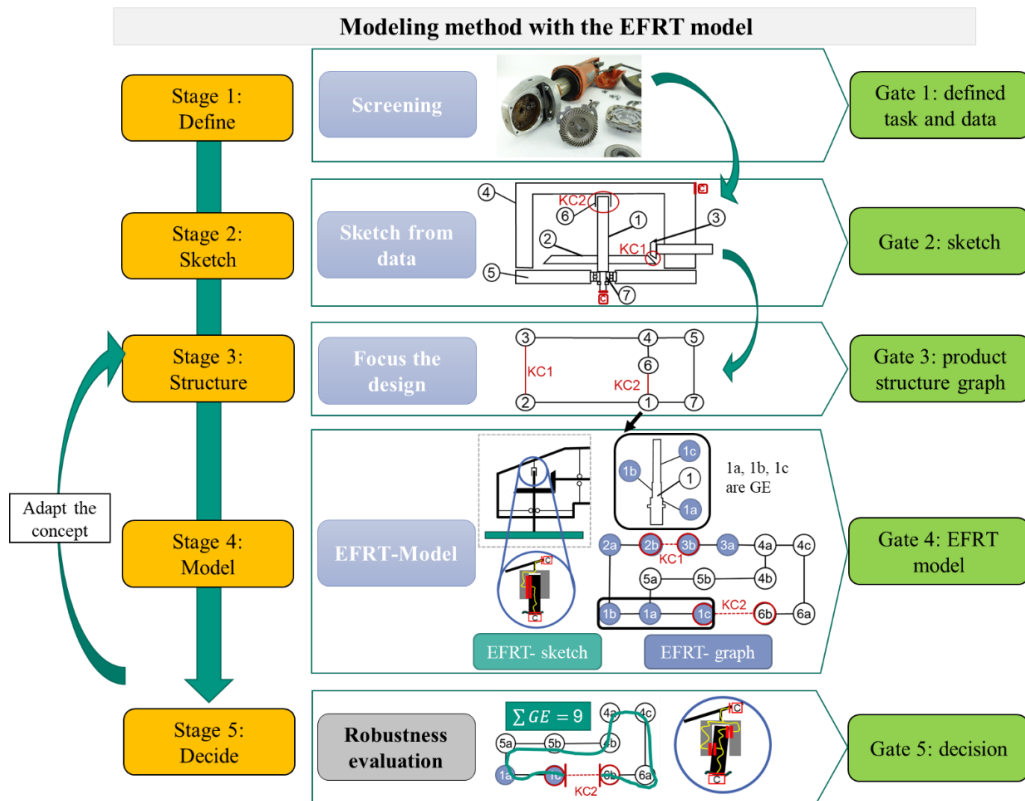 Modeling method with the EFRT model
Stage 1:
Define
Screening
Gate 1: defined
task and data
Stage 2:
Sketch
Sketch from
data
4
KC2
6
1
C
3
2
KC1
5
7
C
Gate 2: sketch
Stage 3:
Structure
Focus the
design
3
4
5
6
KC1
KC2
2
1
7
Gate 3: product
structure graph
Adapt the
concept
Stage 4:
Model
EFRT-Model
C
C
1c
1b
1
1a
1a, 1b, 1c
are GE
2a
2b
3b
3a
4a
4c
KC1
5a
5b
4b
KC2
1b
1a
1c
6b
6a
EFRT- sketch
EFRT- graph
Gate 4: EFRT
model
Stage 5:
Decide
Robustness
evaluation
∑ GE = 9
4a
4c
5a
5b
4b
1a
1c
6b
6a
KC2
C
C
Gate 5: decision